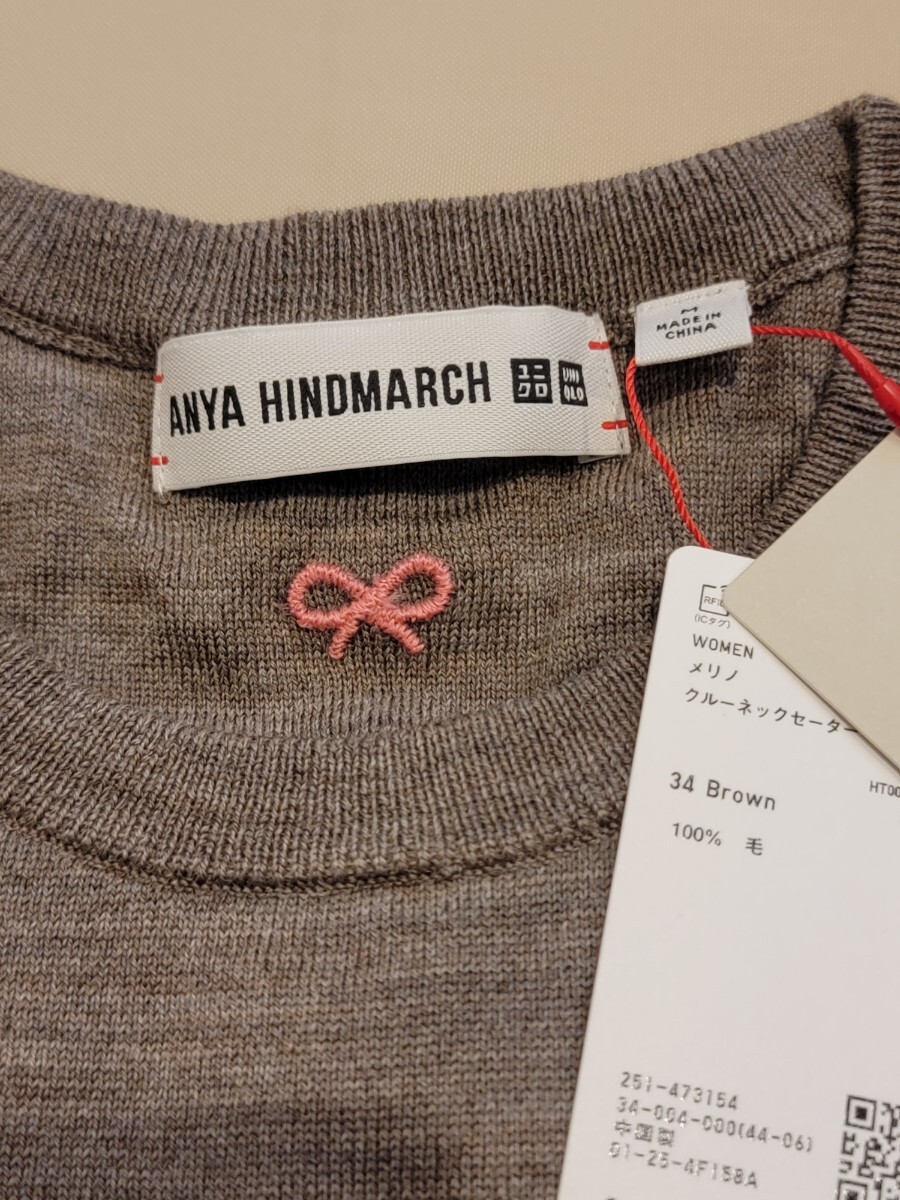 ANYA HINDMARCH ユニクロ UNIQLO
M
MADE IN
CHINA
(ICタグ)
WOMEN
メリノ
クルーネックセーター
34 Brown
HT00
100% 毛
251-473154
34-004-000(44-06)
中国製
01-25-4F158A